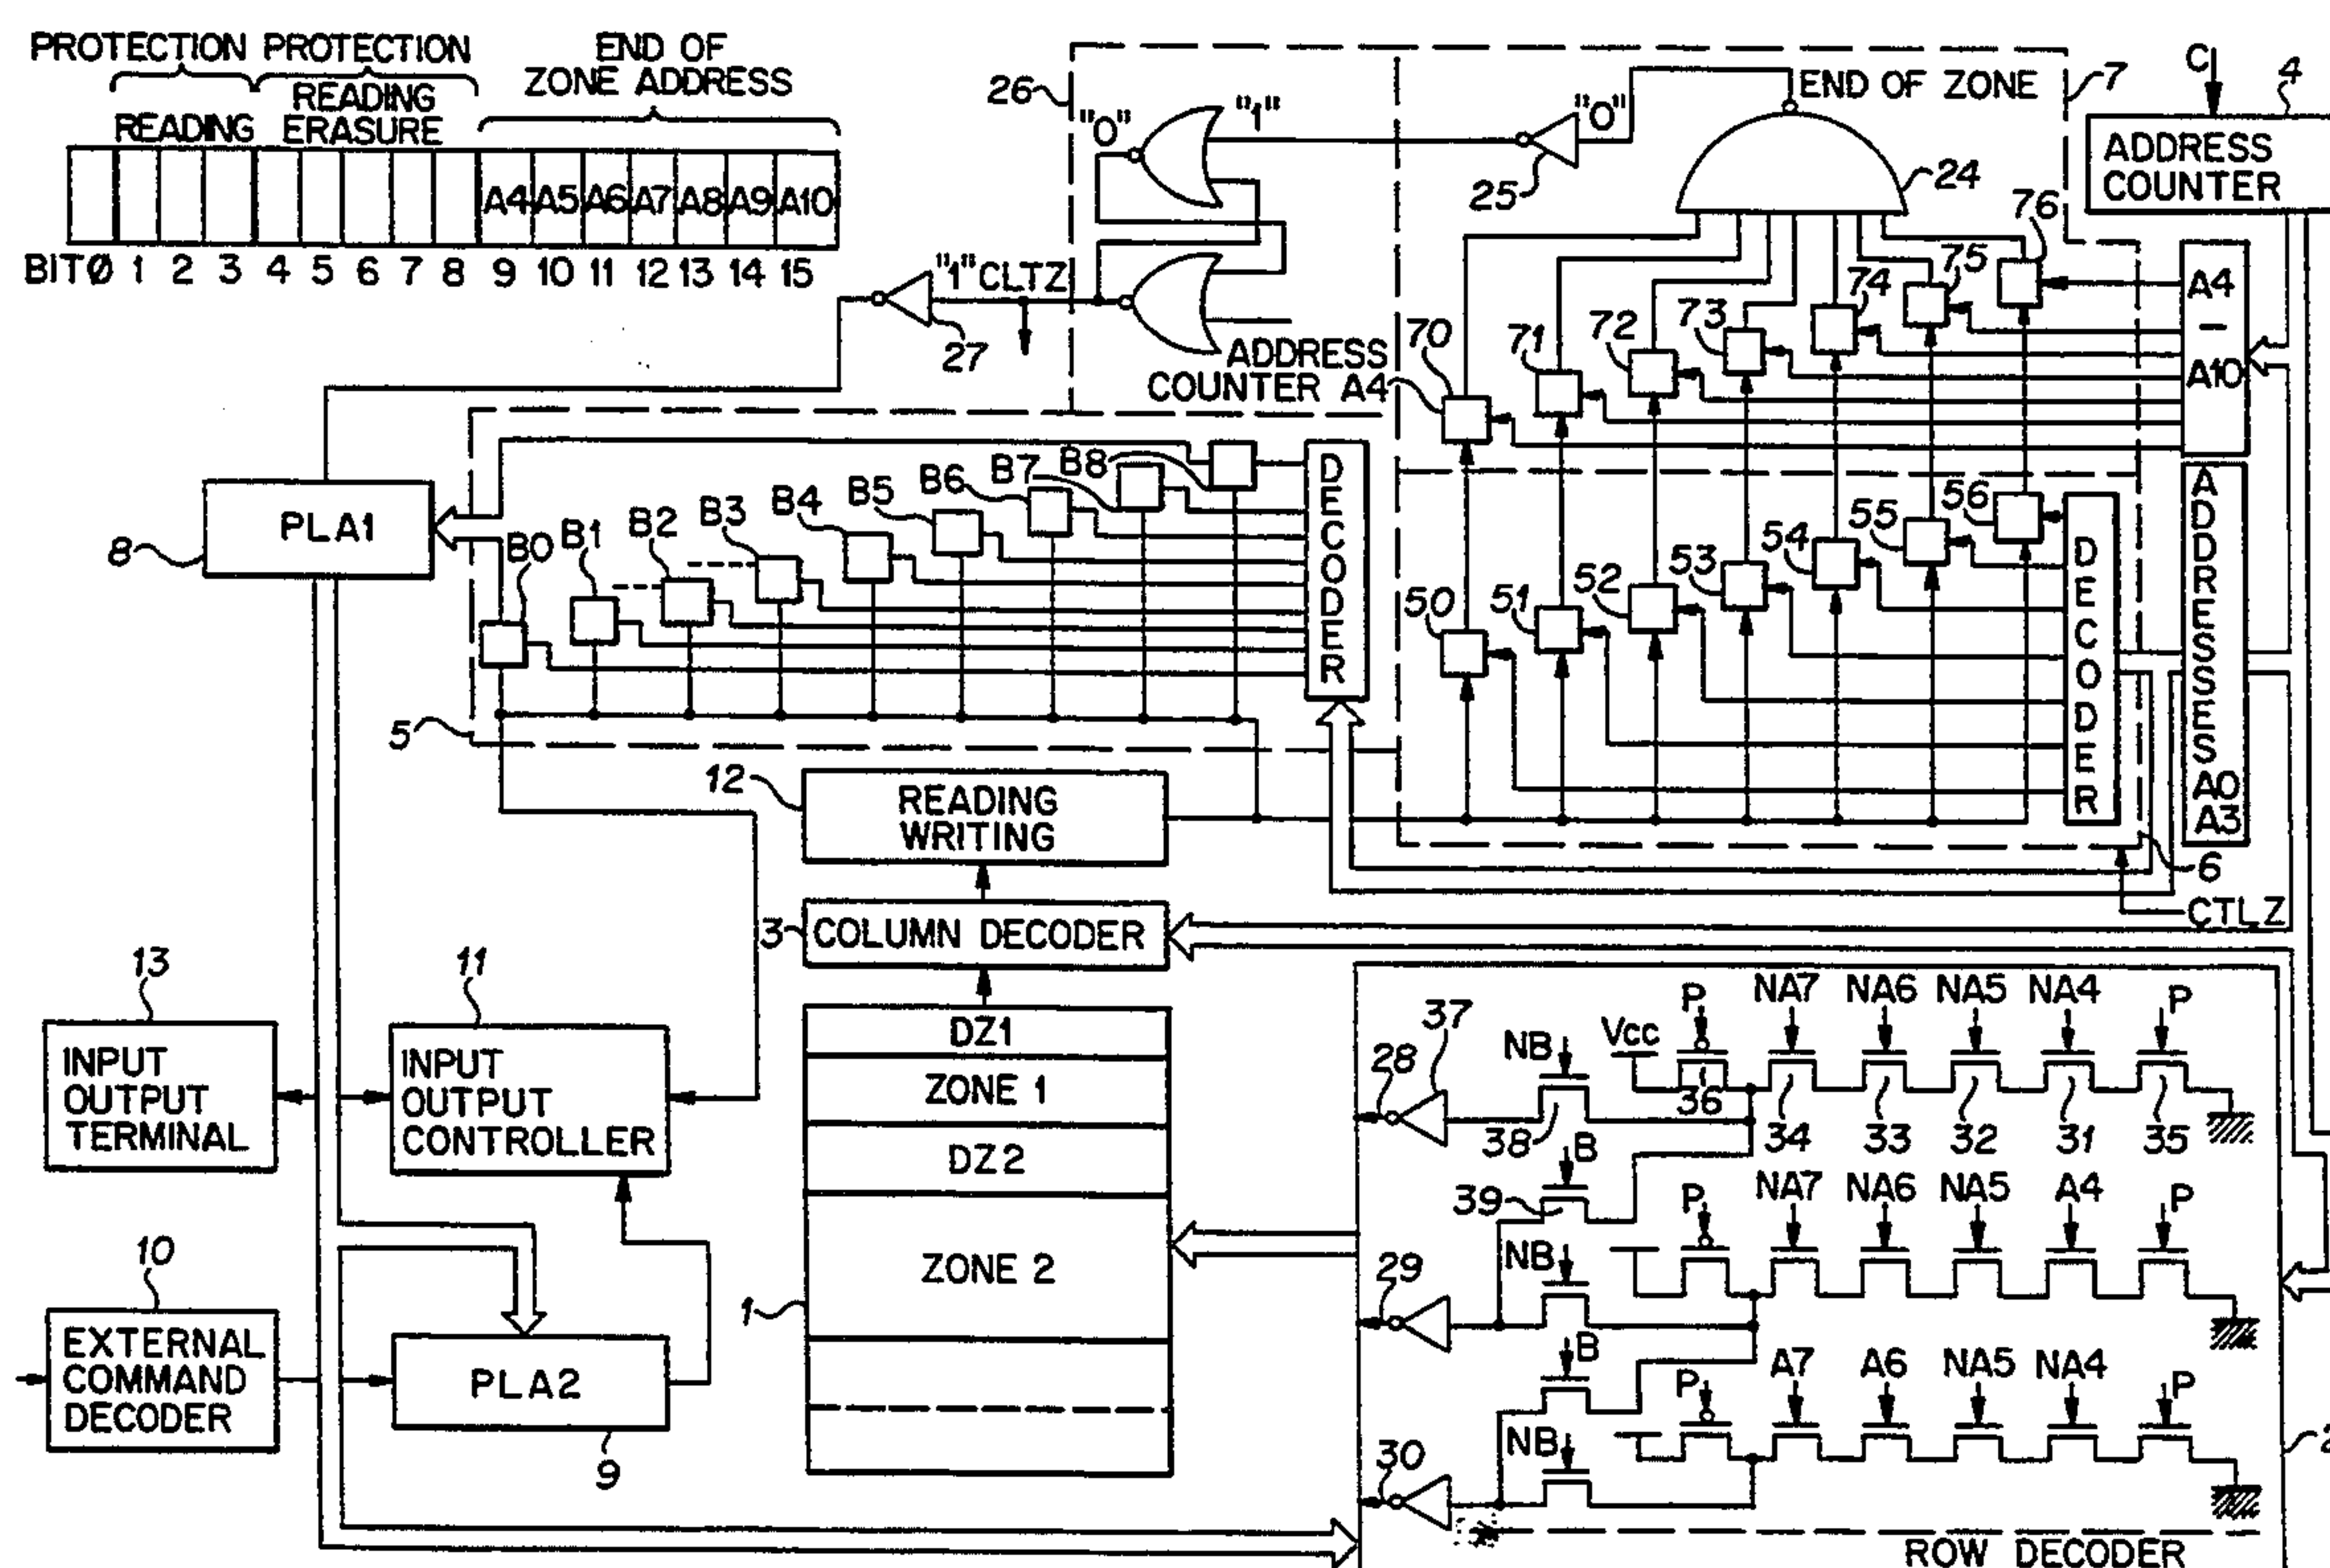 PROTECTION PROTECTION
END OF
ZONE ADDRESS
READING
READING
ERASURE
A4 A5 A6 A7 A8 A9 A10
BITØ 1 2 3 4 5 6 7 8 9 10 11 12 13 14 15
26
"0"
"1"
"0"
25
END OF ZONE
24
7
C
4
ADDRESS
COUNTER
"1" CLTZ
27
ADDRESS
COUNTER A4
70
71
72
73
74
75
76
A4
—
A10
8
PLA1
B0
B1
B2
B3
B4
B5
B6
B7
B8
DECODER
5
50
51
52
53
54
55
56
DECODER
ADDRESSES
A0
A3
6
CTLZ
12
READING
WRITING
3
COLUMN DECODER
13
INPUT
OUTPUT
TERMINAL
11
INPUT
OUTPUT
CONTROLLER
DZ1
ZONE 1
DZ2
ZONE 2
1
10
EXTERNAL
COMMAND
DECODER
PLA2
9
28
37
NB
38
Vcc
P
36
NA7
34
NA6
33
NA5
32
NA4
31
P
35
B
39
29
NB
P
NA7
NA6
NA5
A4
P
B
30
NB
P
A7
A6
NA5
NA4
P
2
ROW DECODER